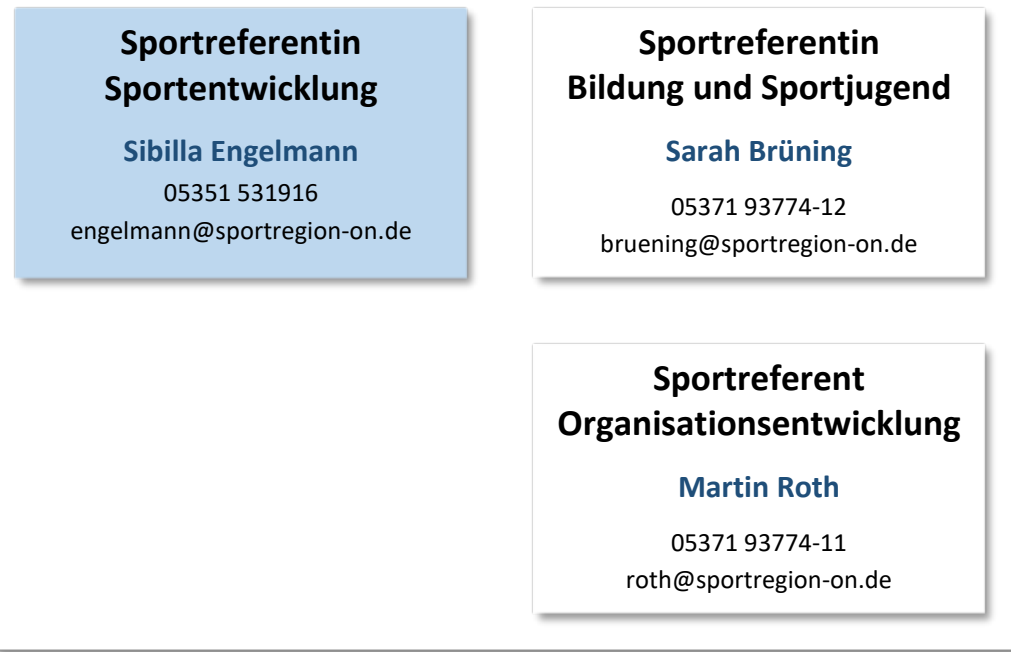 Sportreferentin
Sportentwicklung
Sibilla Engelmann
05351 531916
engelmann@sportregion-on.de
Sportreferentin
Bildung und Sportjugend
Sarah Brüning
05371 93774-12
bruening@sportregion-on.de
Sportreferent
Organisationsentwicklung
Martin Roth
05371 93774-11
roth@sportregion-on.de